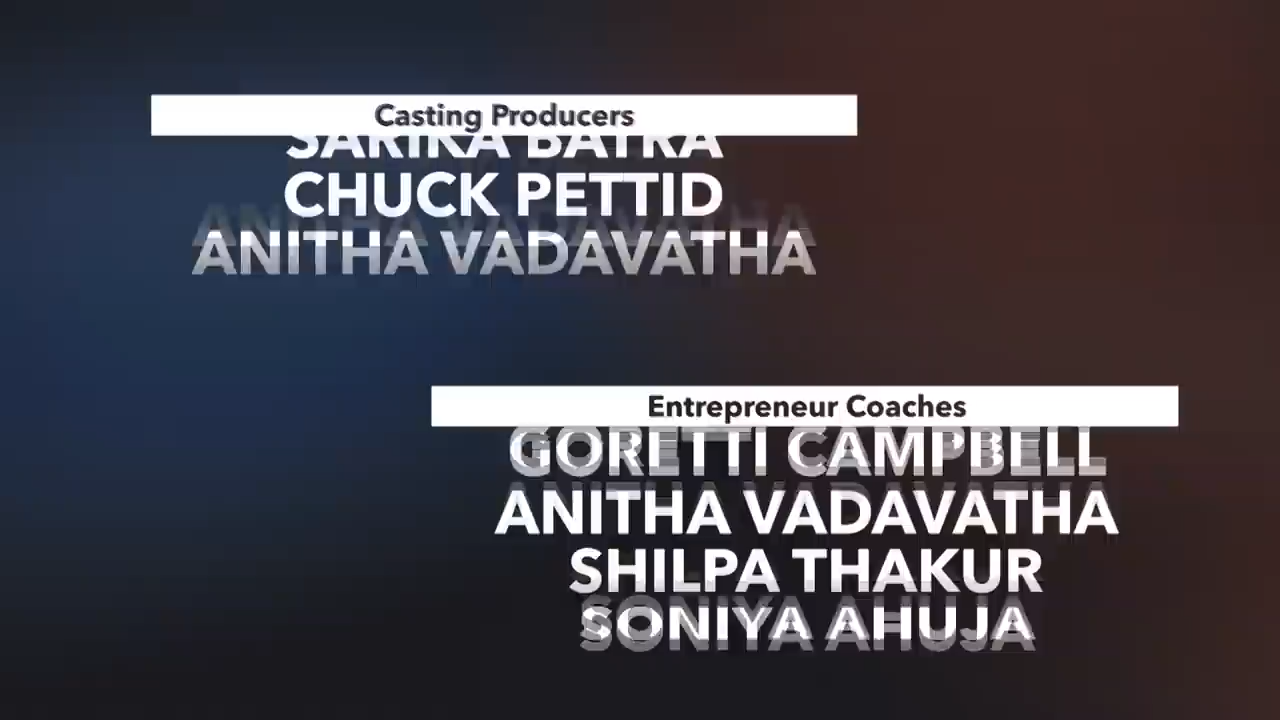 Casting Producers
SARIKA BATRA
CHUCK PETTID
ANITHA VADAVATHA
Entrepreneur Coaches
GORETTI CAMPBELL
ANITHA VADAVATHA
SHILPA THAKUR
SONIYA AHUJA